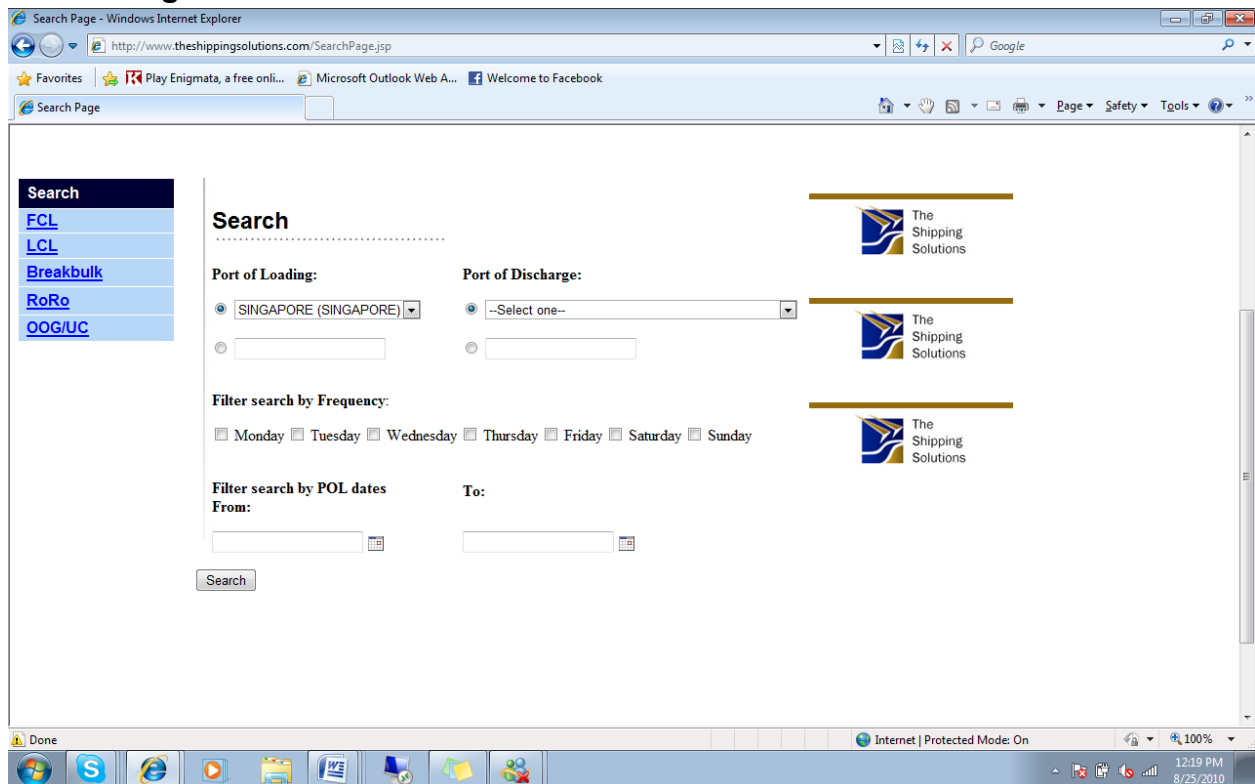 Search Page - Windows Internet Explorer
http://www.theshippingsolutions.com/SearchPage.jsp
Google
Favorites Play Enigmata, a free onli... Microsoft Outlook Web A... Welcome to Facebook
Search Page
Page Safety Tools
Search
FCL
LCL
Breakbulk
RoRo
OOG/UC
Search
Port of Loading: Port of Discharge:
SINGAPORE (SINGAPORE) --Select one--
Filter search by Frequency:
Monday Tuesday Wednesday Thursday Friday Saturday Sunday
Filter search by POL dates
From: To:
Search
The
Shipping
Solutions
The
Shipping
Solutions
The
Shipping
Solutions
Done Internet | Protected Mode: On 100%
12:19 PM
8/25/2010